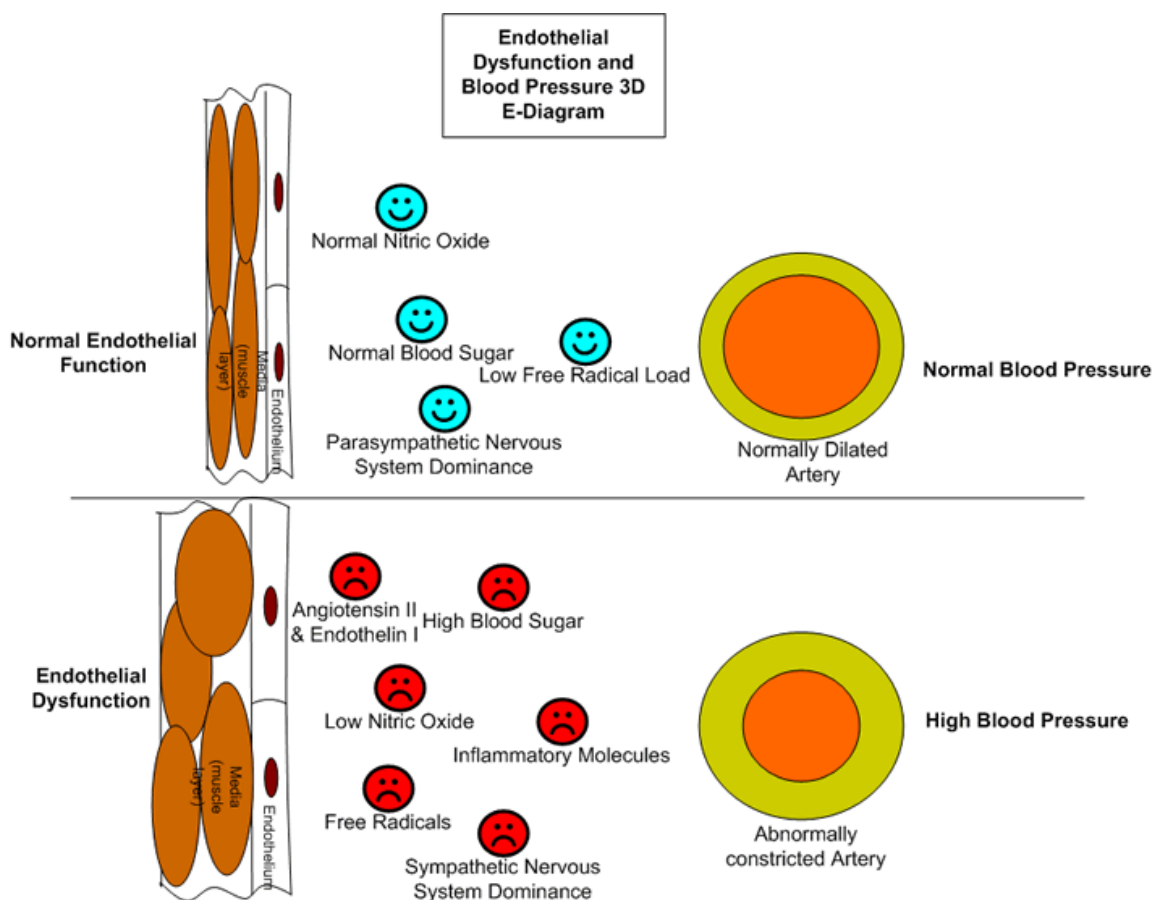 Endothelial
Dysfunction and
Blood Pressure 3D
E-Diagram
Normal Endothelial
Function
Media
(muscle
layer)
Endothelium
Normal Nitric Oxide
Normal Blood Sugar
Low Free Radical Load
Parasympathetic Nervous
System Dominance
Normally Dilated
Artery
Normal Blood Pressure
Endothelial
Dysfunction
Media
(muscle
layer)
Endothelium
Angiotensin II
& Endothelin I
High Blood Sugar
Low Nitric Oxide
Inflammatory Molecules
Free Radicals
Sympathetic Nervous
System Dominance
Abnormally
constricted Artery
High Blood Pressure